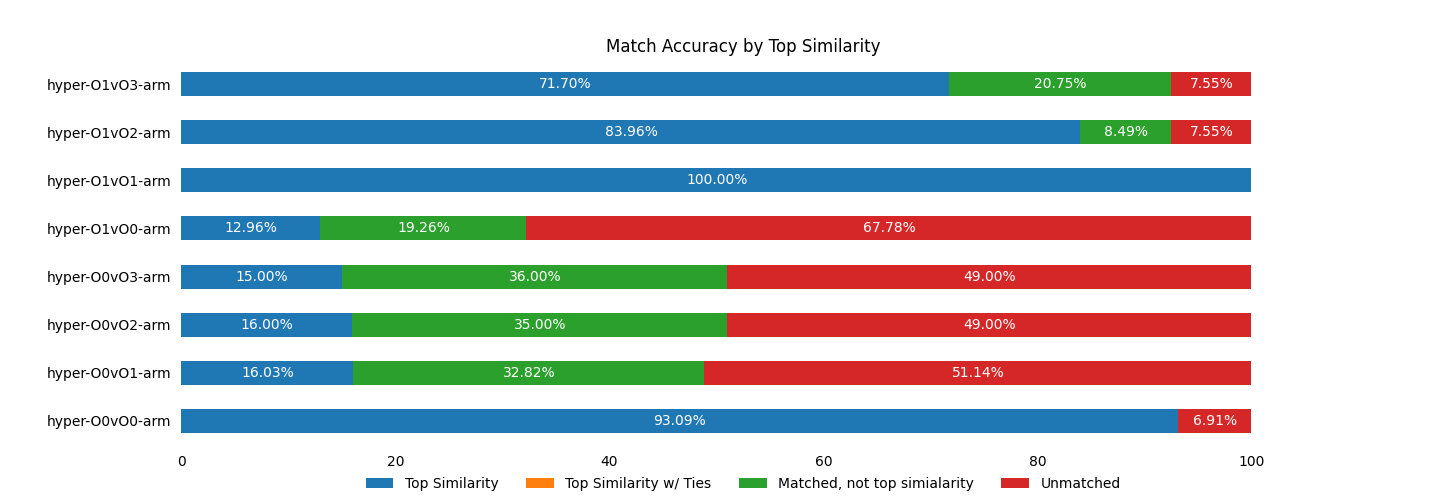 Match Accuracy by Top Similarity
hyper-O1vO3-arm 71.70% 20.75% 7.55%
hyper-O1vO2-arm 83.96% 8.49% 7.55%
hyper-O1vO1-arm 100.00%
hyper-O1vO0-arm 12.96% 19.26% 67.78%
hyper-O0vO3-arm 15.00% 36.00% 49.00%
hyper-O0vO2-arm 16.00% 35.00% 49.00%
hyper-O0vO1-arm 16.03% 32.82% 51.14%
hyper-O0vO0-arm 93.09% 6.91%
0 20 40 60 80 100
Top Similarity Top Similarity w/ Ties Matched, not top simialarity Unmatched